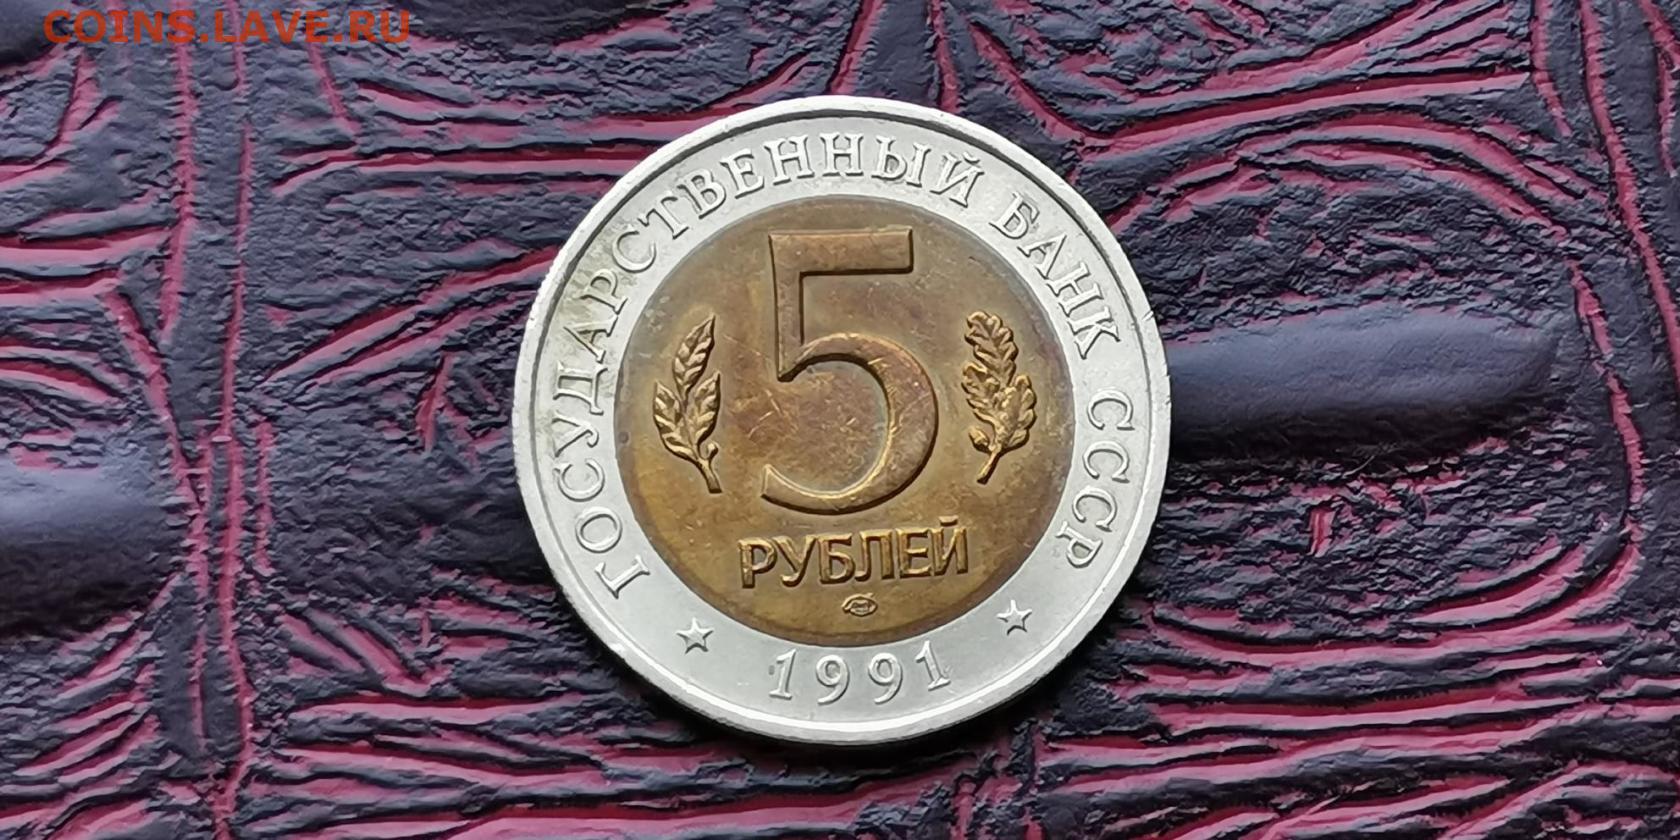 COINS.LAVE.RU
ГОСУДАРСТВЕННЫЙ БАНК СССР
5
РУБЛЕЙ
1991